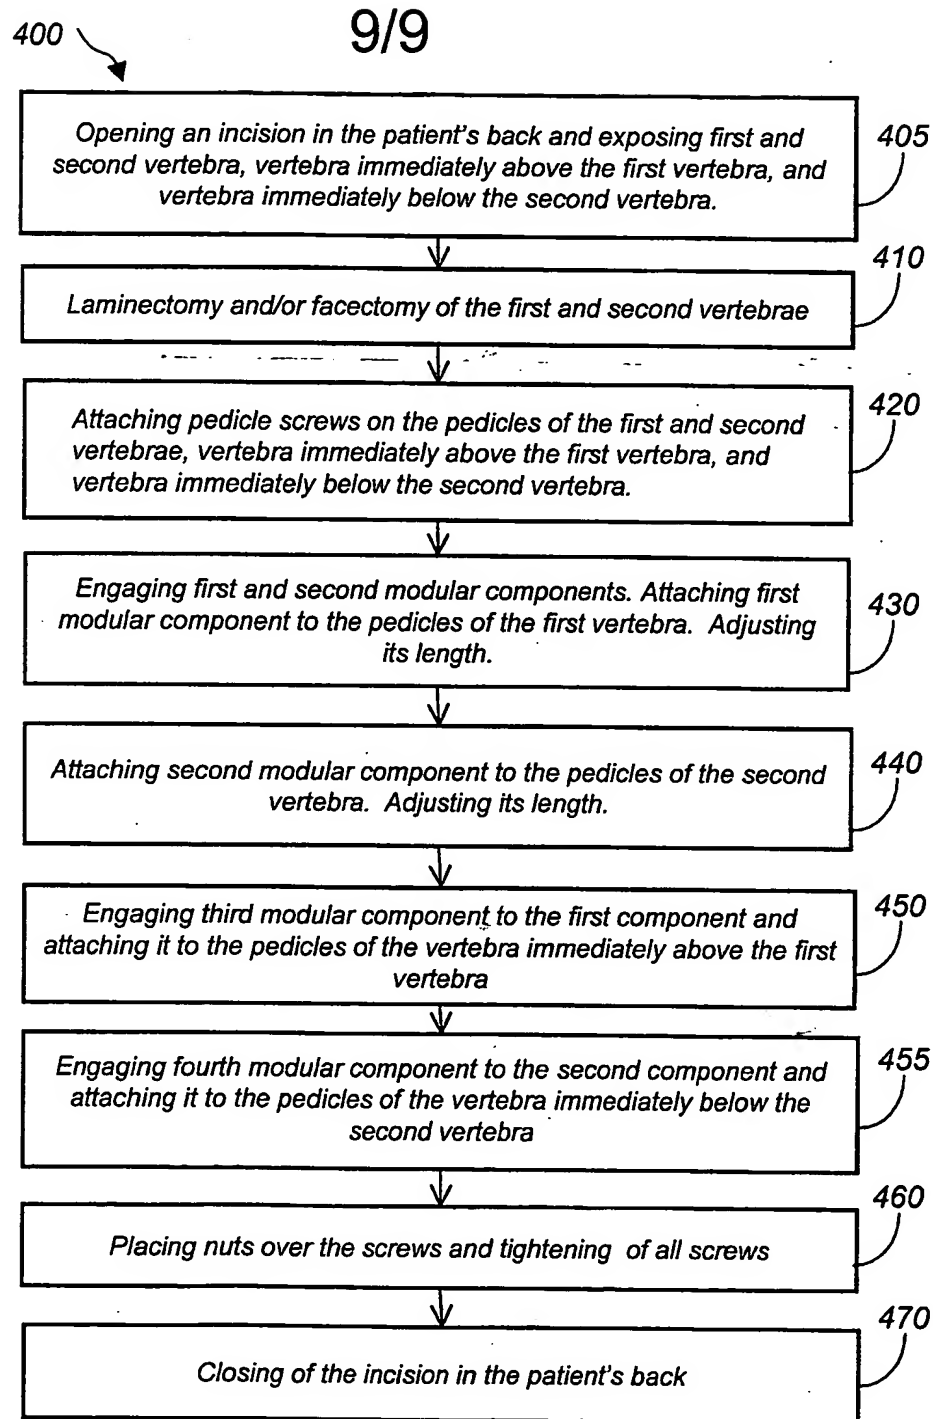 400
9/9
Opening an incision in the patient's back and exposing first and
second vertebra, vertebra immediately above the first vertebra, and
vertebra immediately below the second vertebra.
405
410
Laminectomy and/or facectomy of the first and second vertebrae
420
Attaching pedicle screws on the pedicles of the first and second
vertebrae, vertebra immediately above the first vertebra, and
vertebra immediately below the second vertebra.
Engaging first and second modular components. Attaching first
modular component to the pedicles of the first vertebra. Adjusting
its length.
430
Attaching second modular component to the pedicles of the second
vertebra. Adjusting its length.
440
Engaging third modular component to the first component and
attaching it to the pedicles of the vertebra immediately above the first
vertebra
450
Engaging fourth modular component to the second component and
attaching it to the pedicles of the vertebra immediately below the
second vertebra
455
460
Placing nuts over the screws and tightening of all screws
470
Closing of the incision in the patient's back